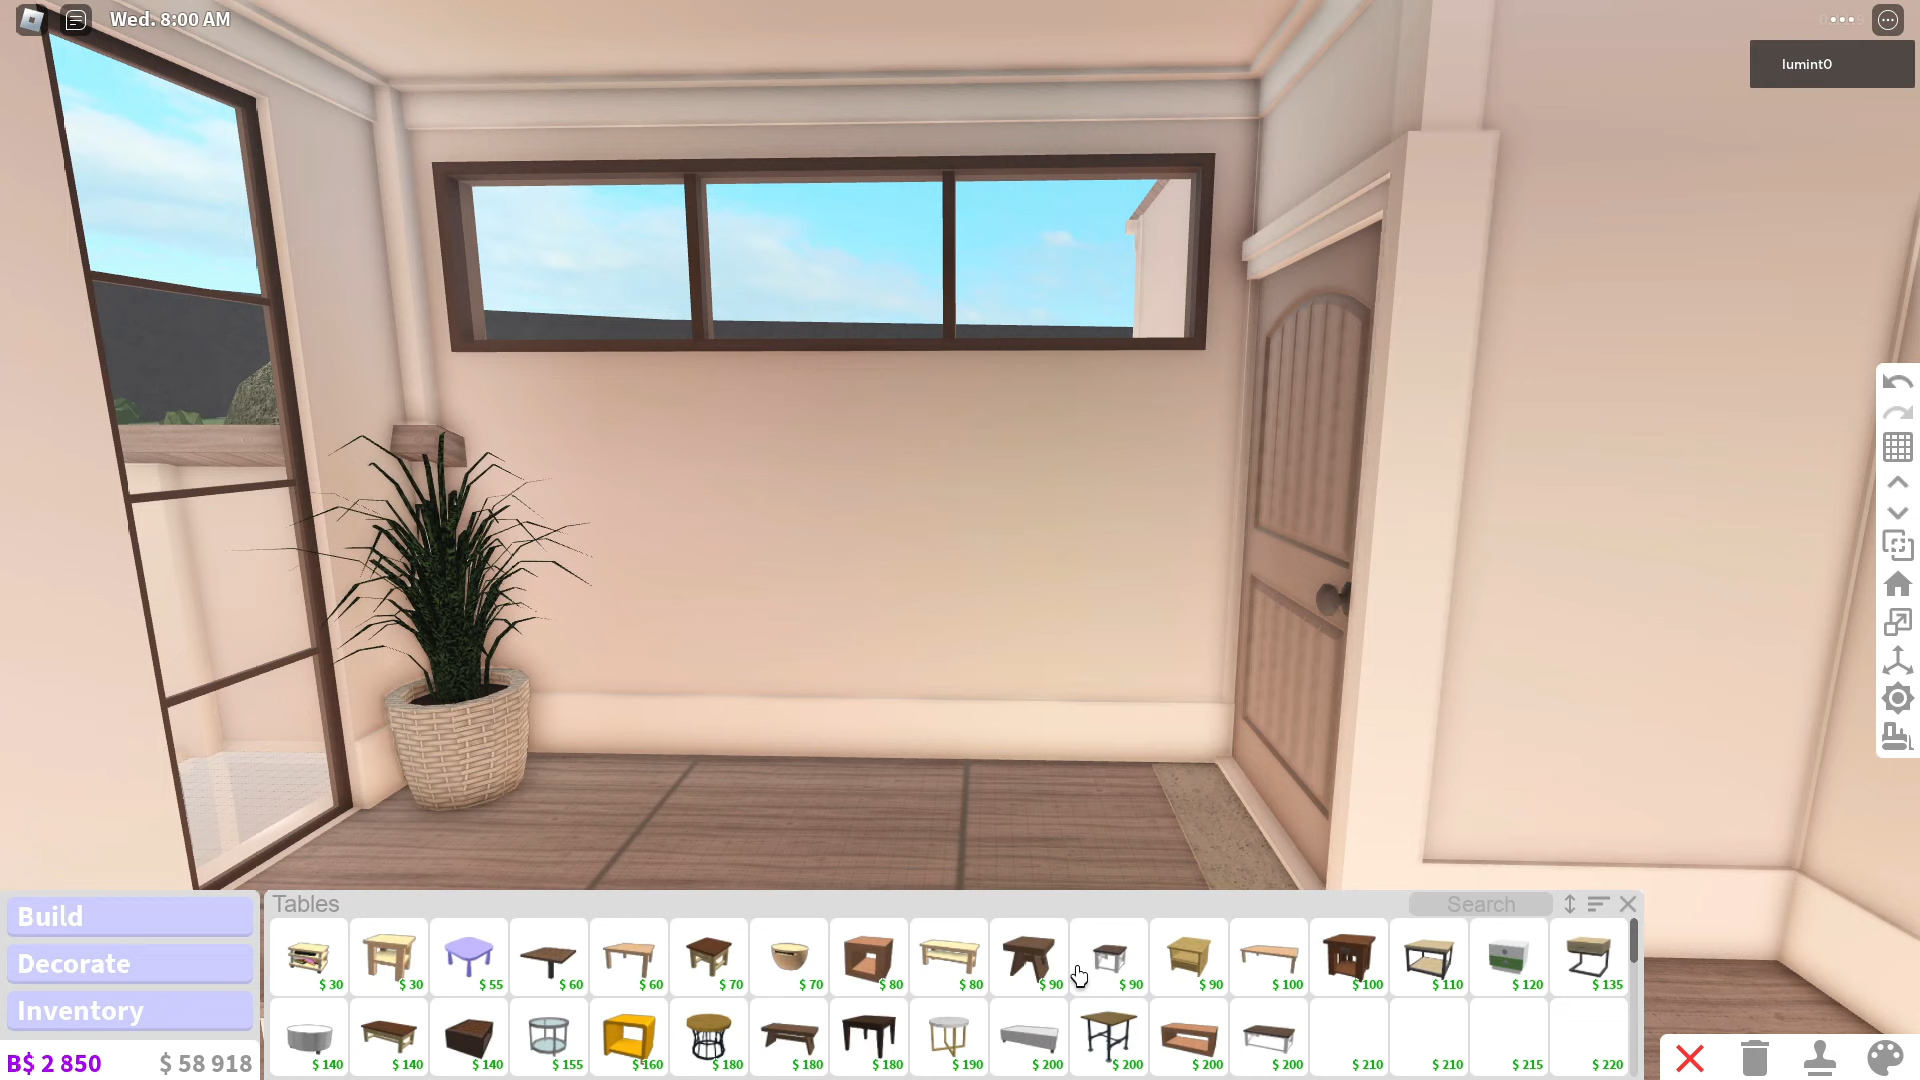 Wed. 8:00 AM
lumint0
Tables
Search
Build
Decorate
Inventory
B$ 2 850
$ 58 918
$ 30 $ 30 $ 55 $ 60 $ 60 $ 70 $ 70 $ 80 $ 80 $ 90 $ 90 $ 90 $ 100 $ 100 $ 110 $ 120 $ 135
$ 140 $ 140 $ 140 $ 155 $ 160 $ 180 $ 180 $ 180 $ 190 $ 200 $ 200 $ 200 $ 200 $ 210 $ 210 $ 215 $ 220